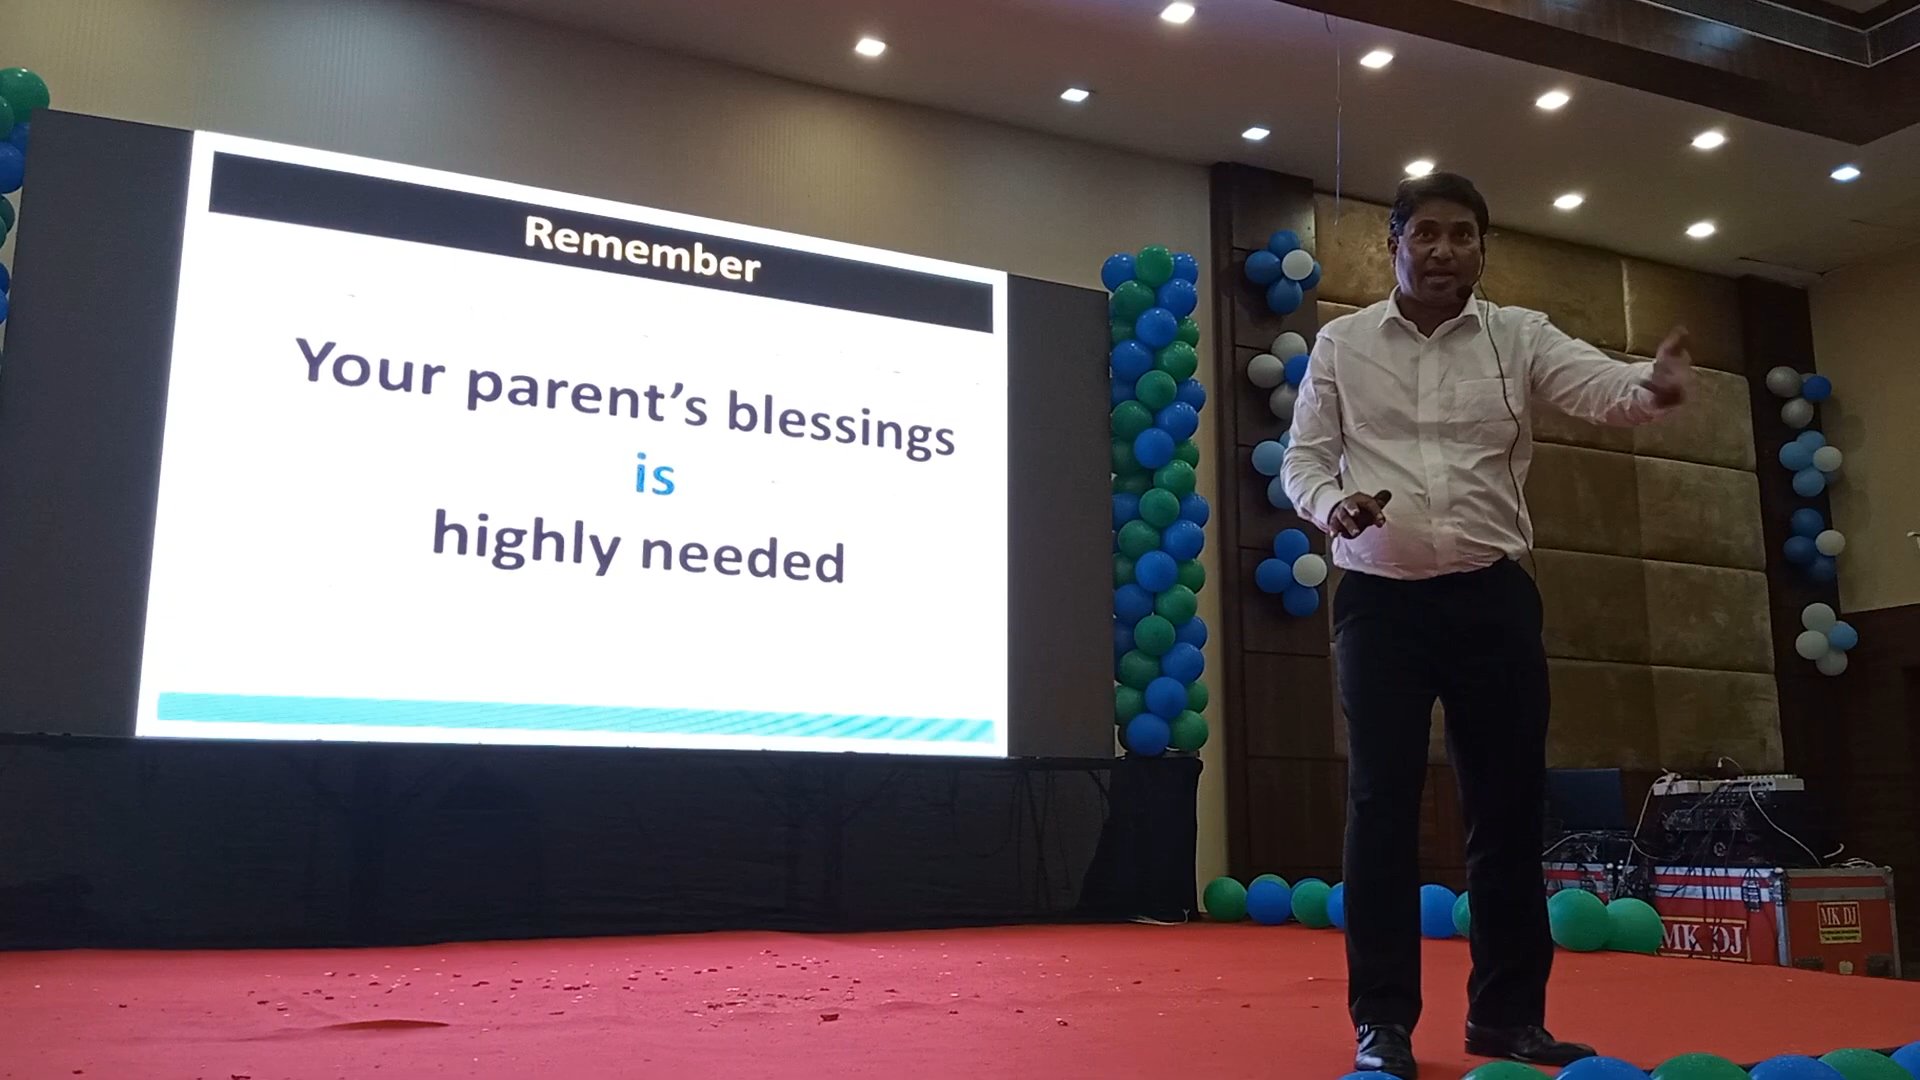 Remember
Your parent’s blessings
is
highly needed
MK DJ
MK DJ